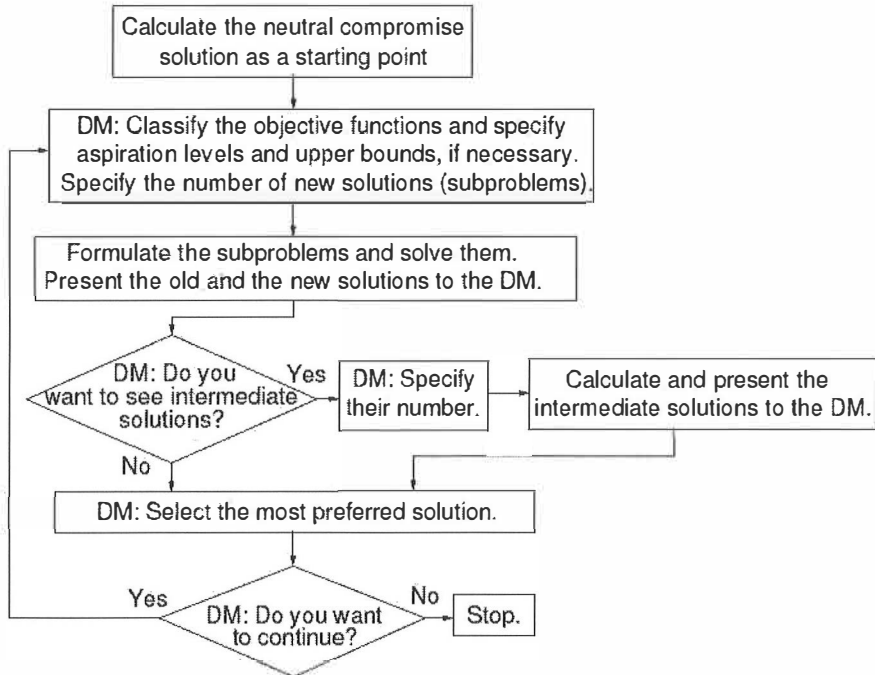 Calculate the neutral compromise
solution as a starting point
DM: Classify the objective functions and specify
aspiration levels and upper bounds, if necessary.
Specify the number of new solutions (subproblems).
Formulate the subproblems and solve them.
Present the old and the new solutions to the DM.
DM: Do you
want to see intermediate
solutions?
Yes
DM: Specify
their number.
Calculate and present the
intermediate solutions to the DM.
No
DM: Select the most preferred solution.
Yes
DM: Do you want
to continue?
No
Stop.